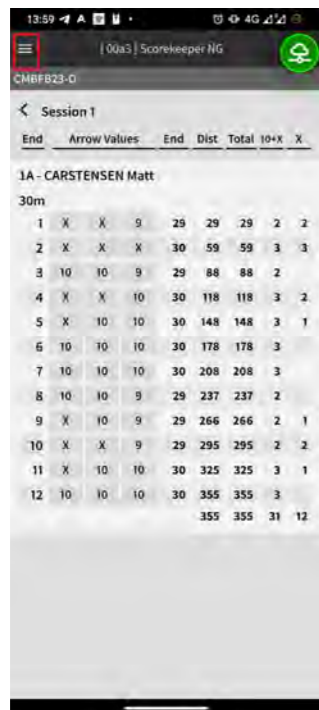 13:59 A 4G
[00a3] Scorekeeper NG
CMBFB23-O
Session 1
End Arrow Values End Dist Total 10+X X
1A - CARSTENSEN Matt
30m
1 X X 9 29 29 29 2 2
2 X X X 30 59 59 3 3
3 10 10 9 29 88 88 2
4 X X 10 30 118 118 3 2
5 X 10 10 30 148 148 3 1
6 10 10 10 30 178 178 3
7 10 10 10 30 208 208 3
8 10 10 9 29 237 237 2
9 X 10 9 29 266 266 2 1
10 X X 9 29 295 295 2 2
11 X 10 10 30 325 325 3 1
12 10 10 10 30 355 355 3
355 355 31 12